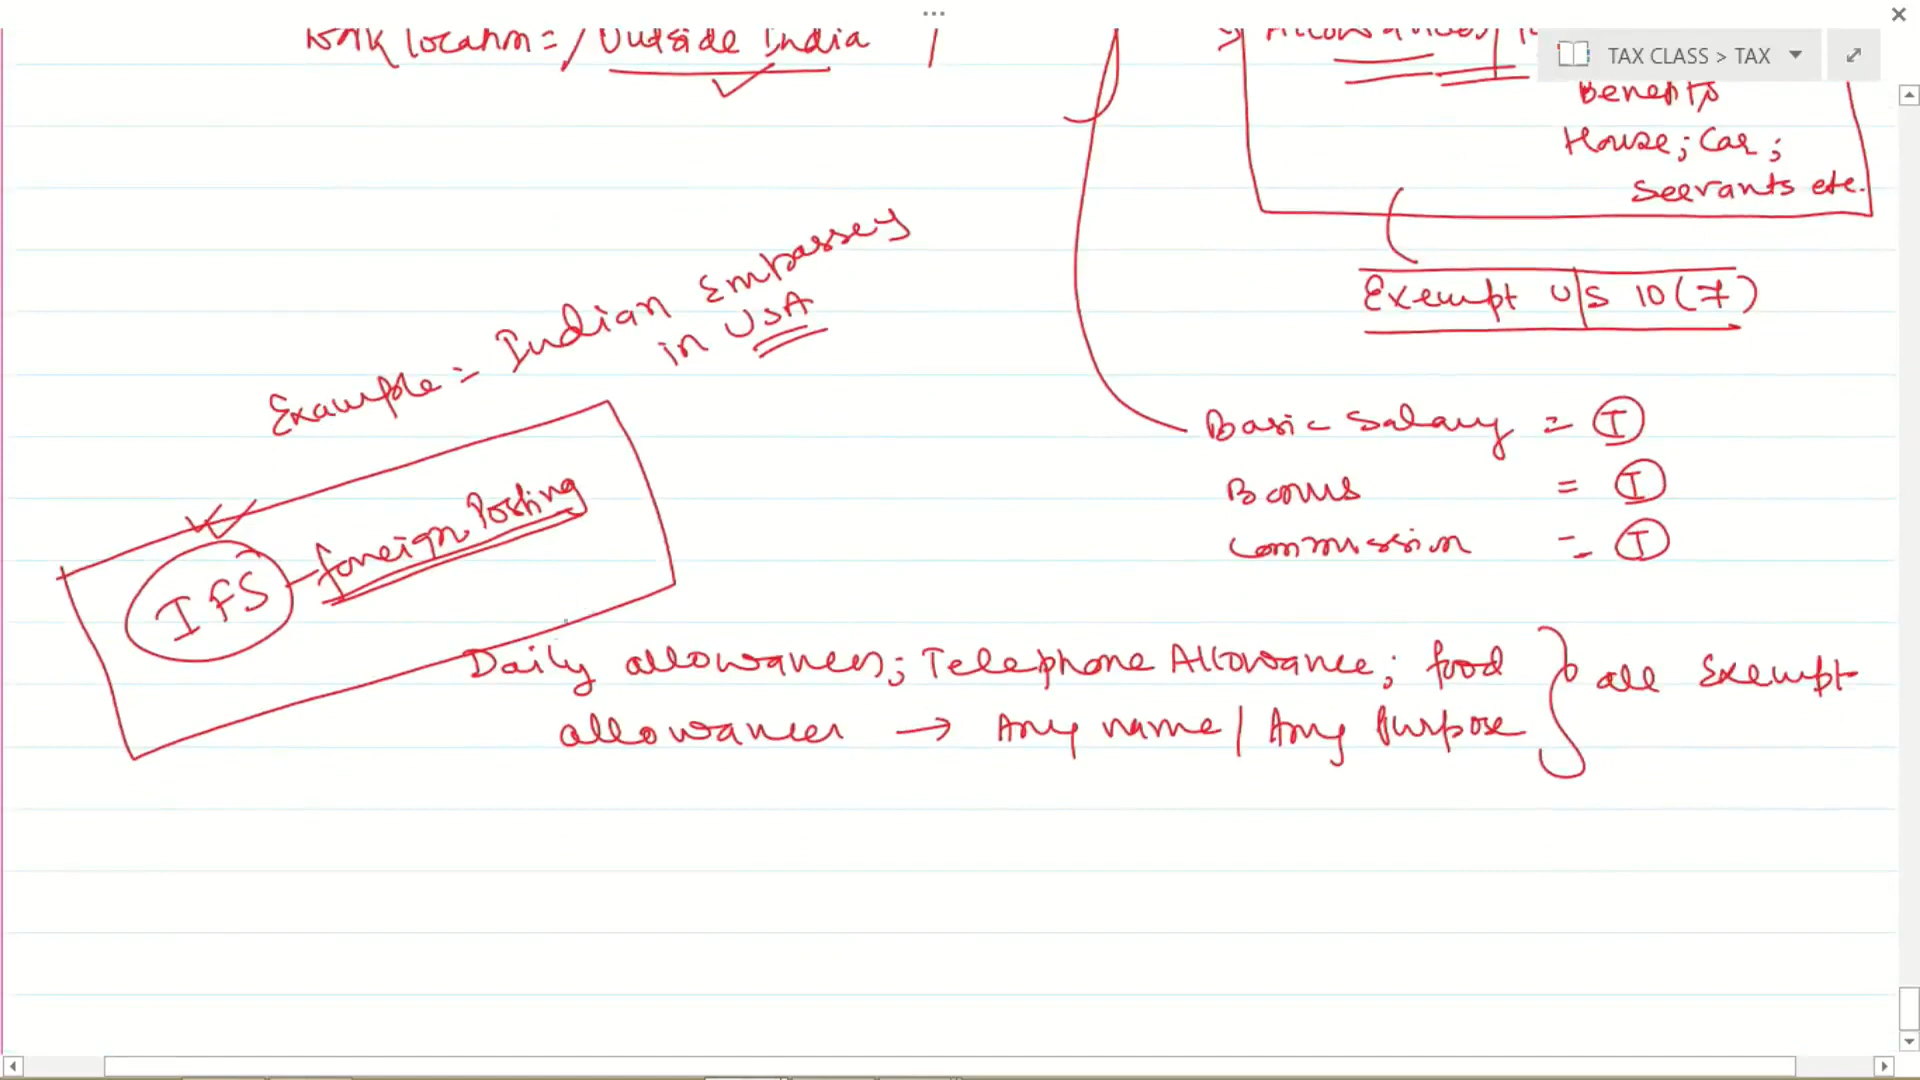 Work location = / Outside India
Allowances /
TAX CLASS > TAX
Benefits
House; Car;
Servants etc.
Exempt U/S 10(7)
Example = Indian Embassey
in USA
Basic Salary = I
Bonus = I
Commission = I
IFS - foreign Posting
Daily allowances; Telephone Allowance; food
allowances → Any name / Any Purpose
all Exempt